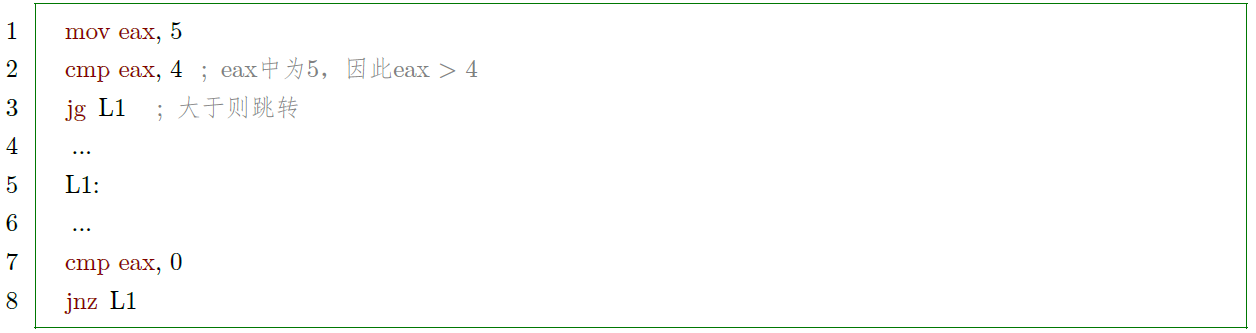 1 mov eax, 5
2 cmp eax, 4 ; eax中为5，因此eax > 4
3 jg L1 ; 大于则跳转
4 ...
5 L1:
6 ...
7 cmp eax, 0
8 jnz L1